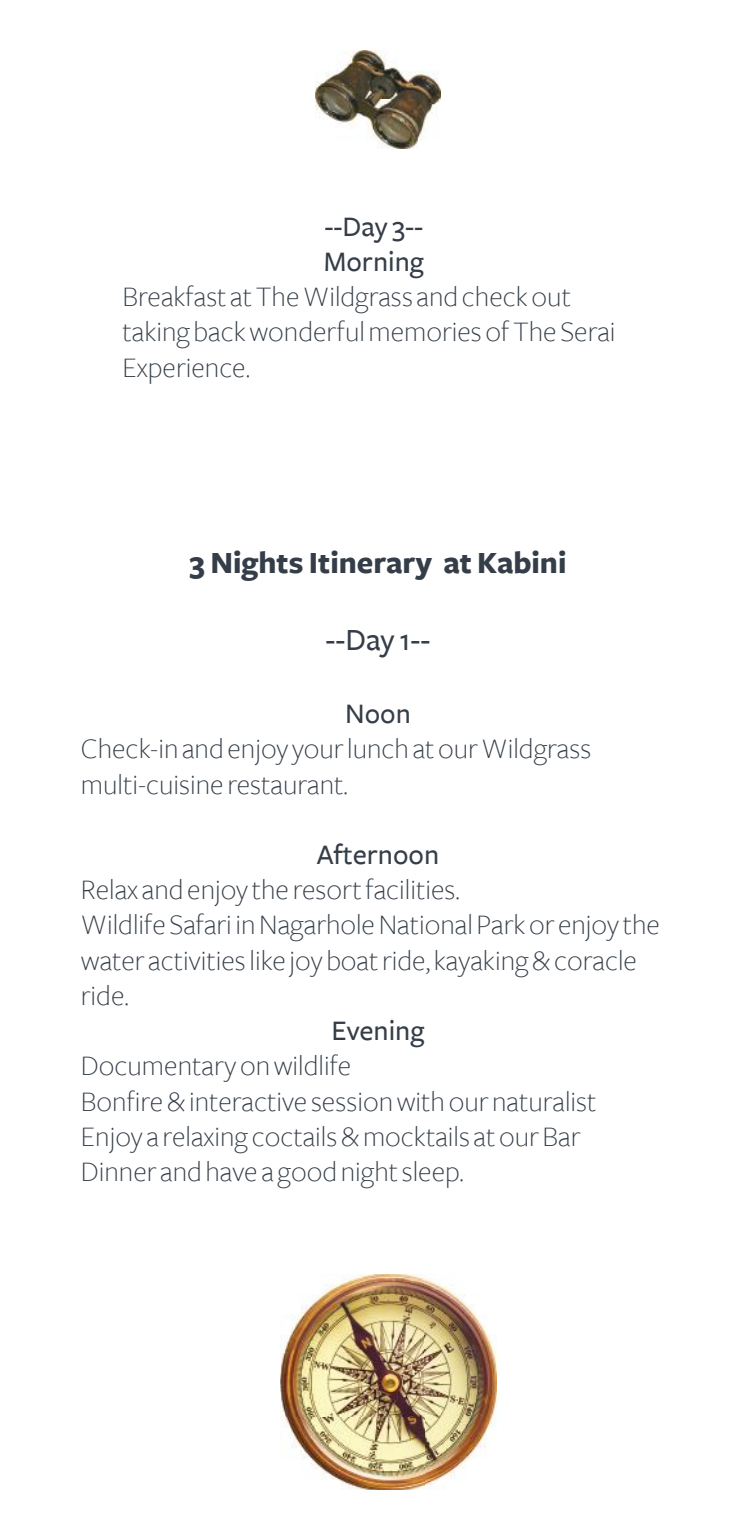 --Day 3--
Morning
Breakfast at The Wildgrass and check out
taking back wonderful memories of The Serai
Experience.
3 Nights Itinerary at Kabini
--Day 1--
Noon
Check-in and enjoy your lunch at our Wildgrass
multi-cuisine restaurant.
Afternoon
Relax and enjoy the resort facilities.
Wildlife Safari in Nagarhole National Park or enjoy the
water activities like joy boat ride, kayaking & coracle
ride.
Evening
Documentary on wildlife
Bonfire & interactive session with our naturalist
Enjoy a relaxing coctails & mocktails at our Bar
Dinner and have a good night sleep.
N
S
N-E
E
S-E
N-W